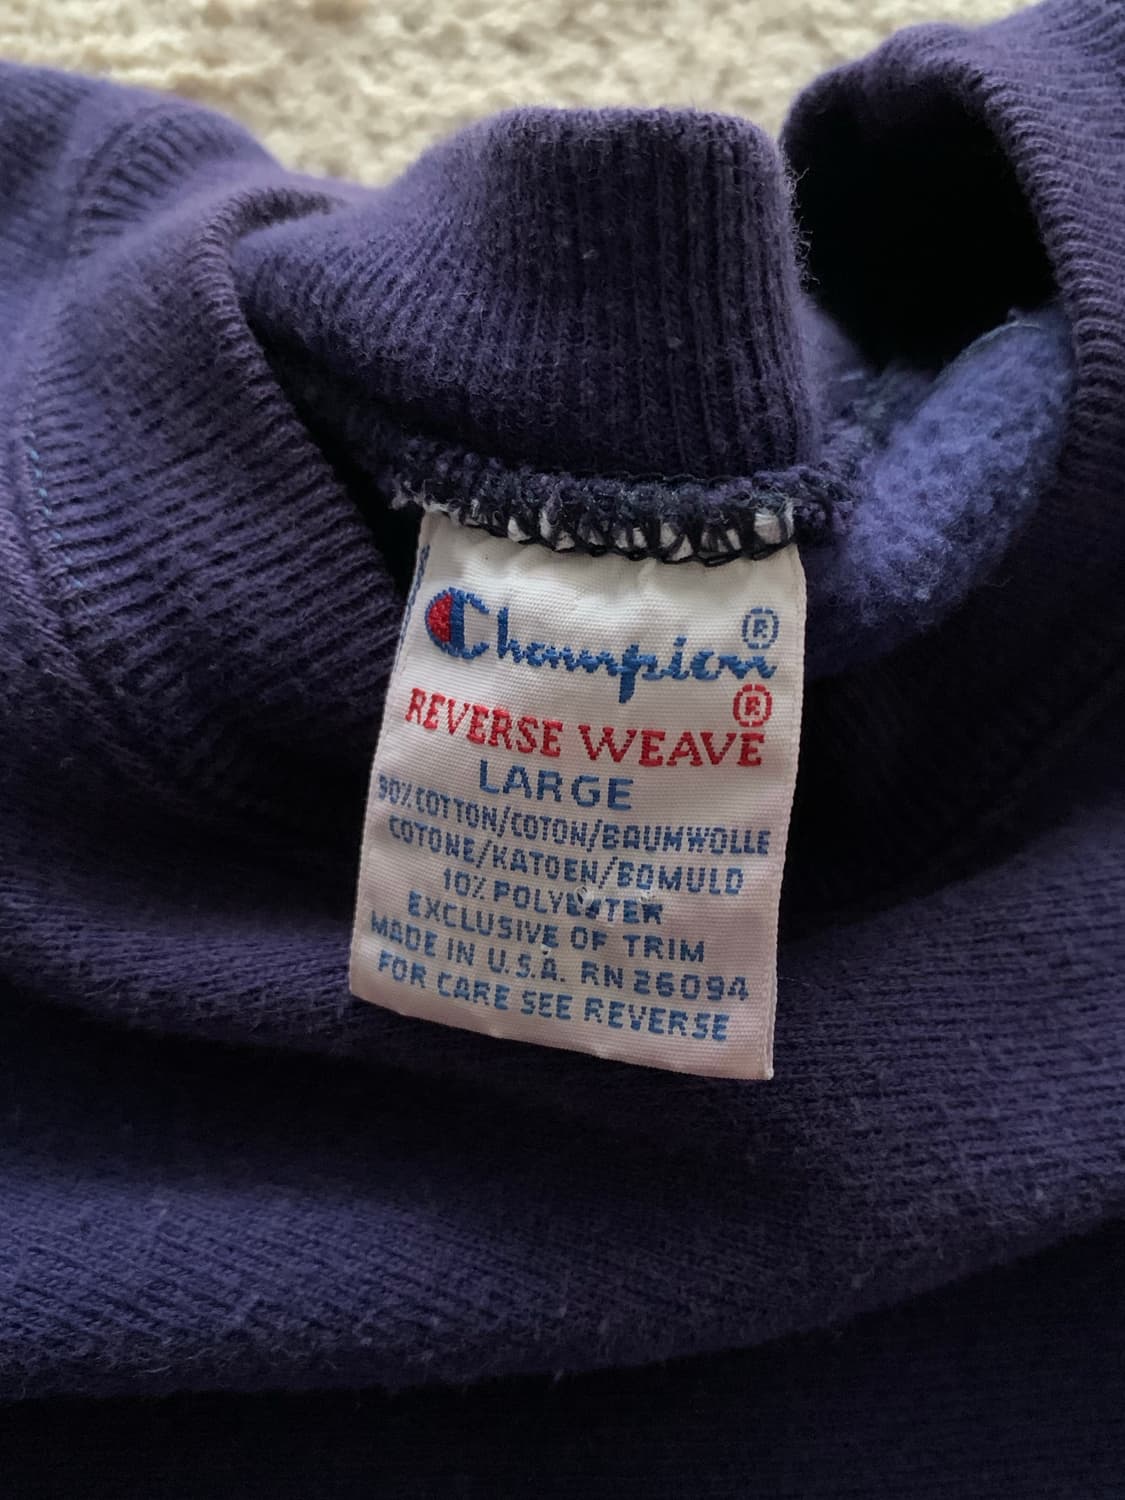 Champion®
REVERSE WEAVE®
LARGE
90% COTTON/COTON/BAUMWOLLE
COTONE/KATOEN/BOMULD
10% POLYESTER
EXCLUSIVE OF TRIM
MADE IN U.S.A. RN 26094
FOR CARE SEE REVERSE